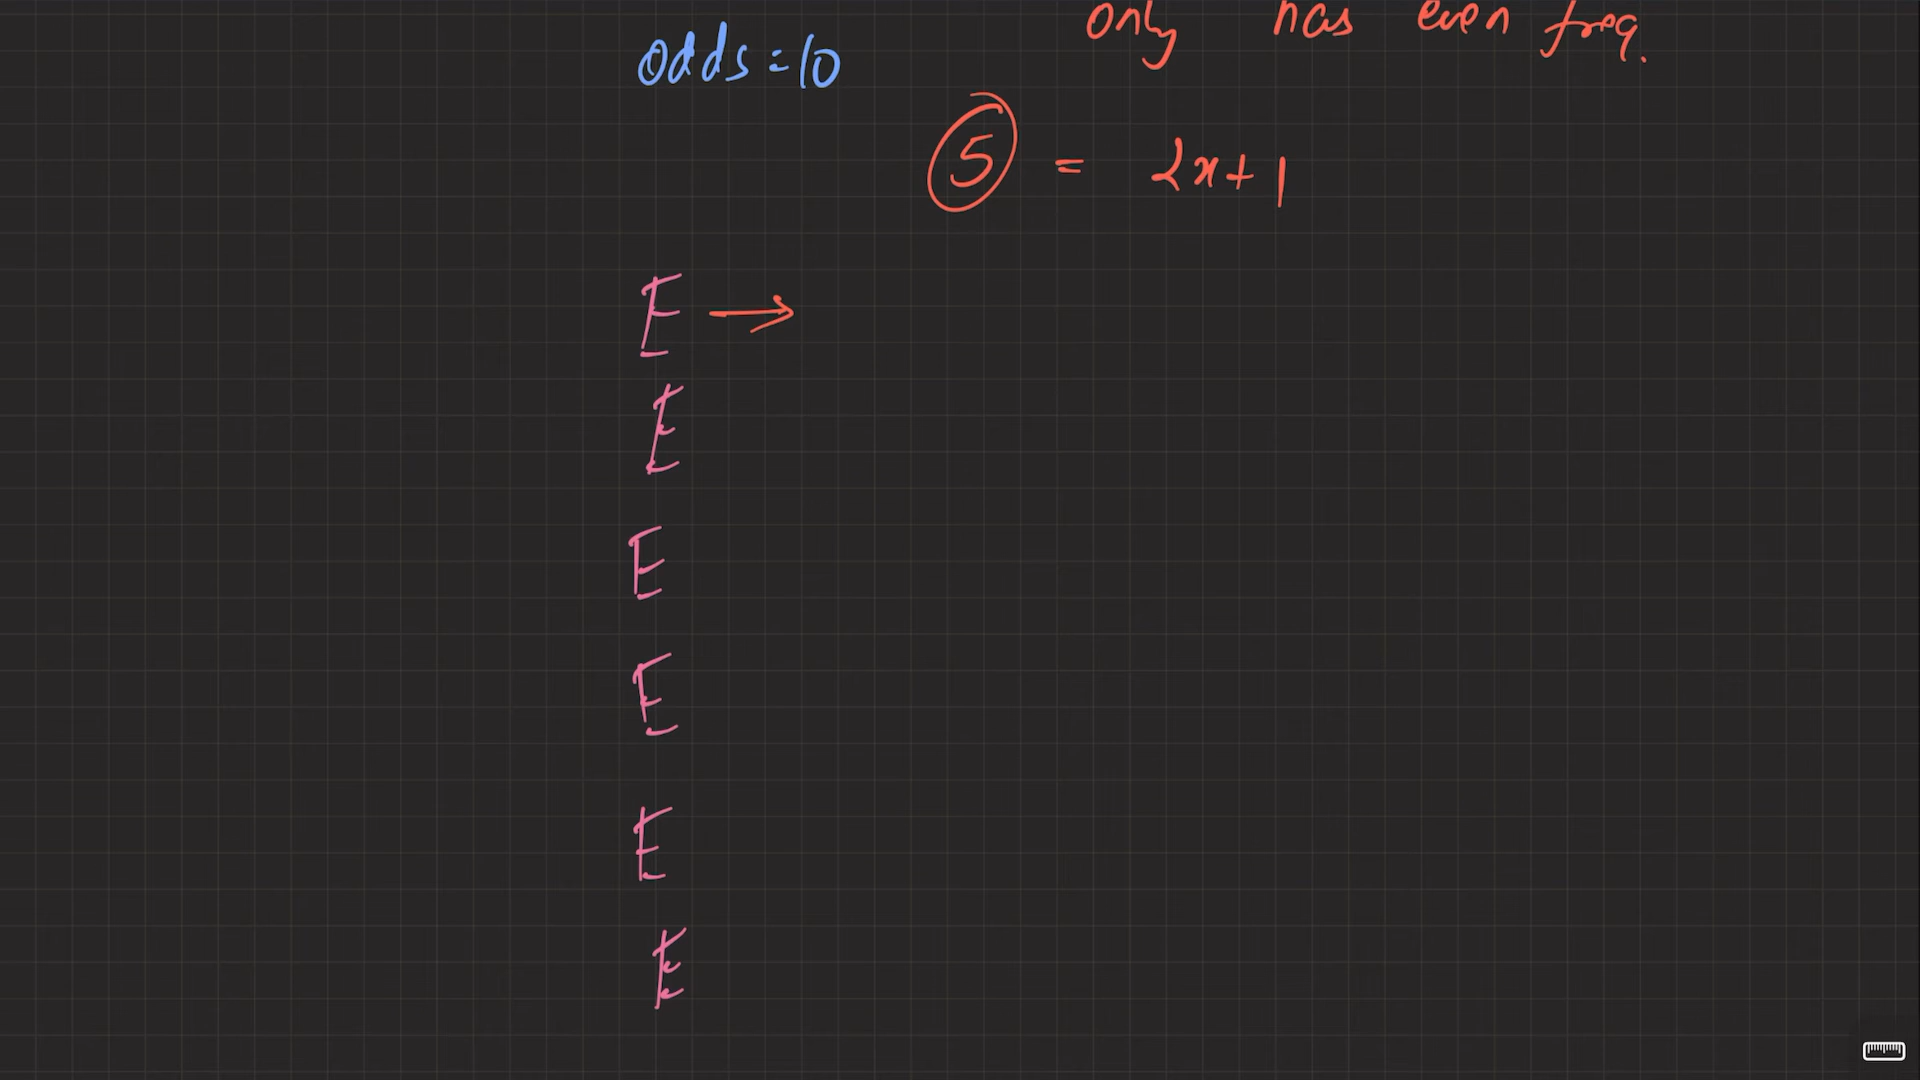 only has even freq.
Odds = 10
5 = 2x + 1
E →
E
E
E
E
E